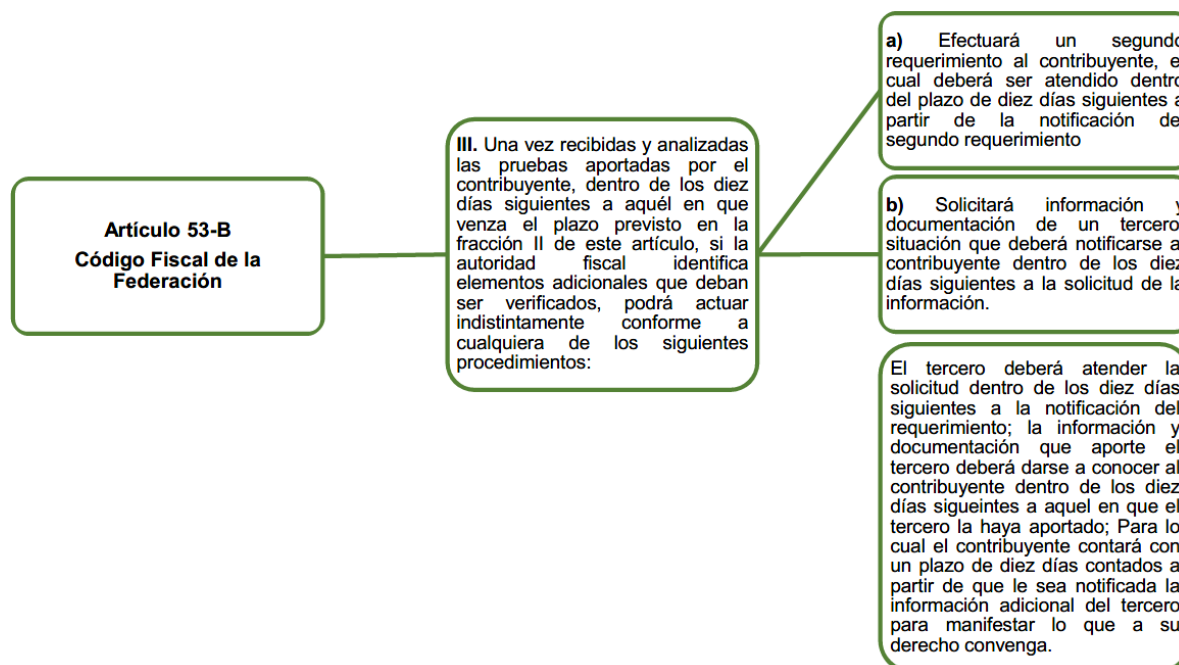 Artículo 53-B
Código Fiscal de la
Federación
III. Una vez recibidas y analizadas
las pruebas aportadas por el
contribuyente, dentro de los diez
días siguientes a aquél en que
venza el plazo previsto en la
fracción II de este artículo, si la
autoridad fiscal identifica
elementos adicionales que deban
ser verificados, podrá actuar
indistintamente conforme a
cualquiera de los siguientes
procedimientos:
a) Efectuará un segundo
requerimiento al contribuyente, el
cual deberá ser atendido dentro
del plazo de diez días siguientes a
partir de la notificación del
segundo requerimiento
b) Solicitará información y
documentación de un tercero,
situación que deberá notificarse al
contribuyente dentro de los diez
días siguientes a la solicitud de la
información.
El tercero deberá atender la
solicitud dentro de los diez días
siguientes a la notificación del
requerimiento; la información y
documentación que aporte el
tercero deberá darse a conocer al
contribuyente dentro de los diez
días sigueintes a aquel en que el
tercero la haya aportado; Para lo
cual el contribuyente contará con
un plazo de diez días contados a
partir de que le sea notificada la
información adicional del tercero
para manifestar lo que a su
derecho convenga.